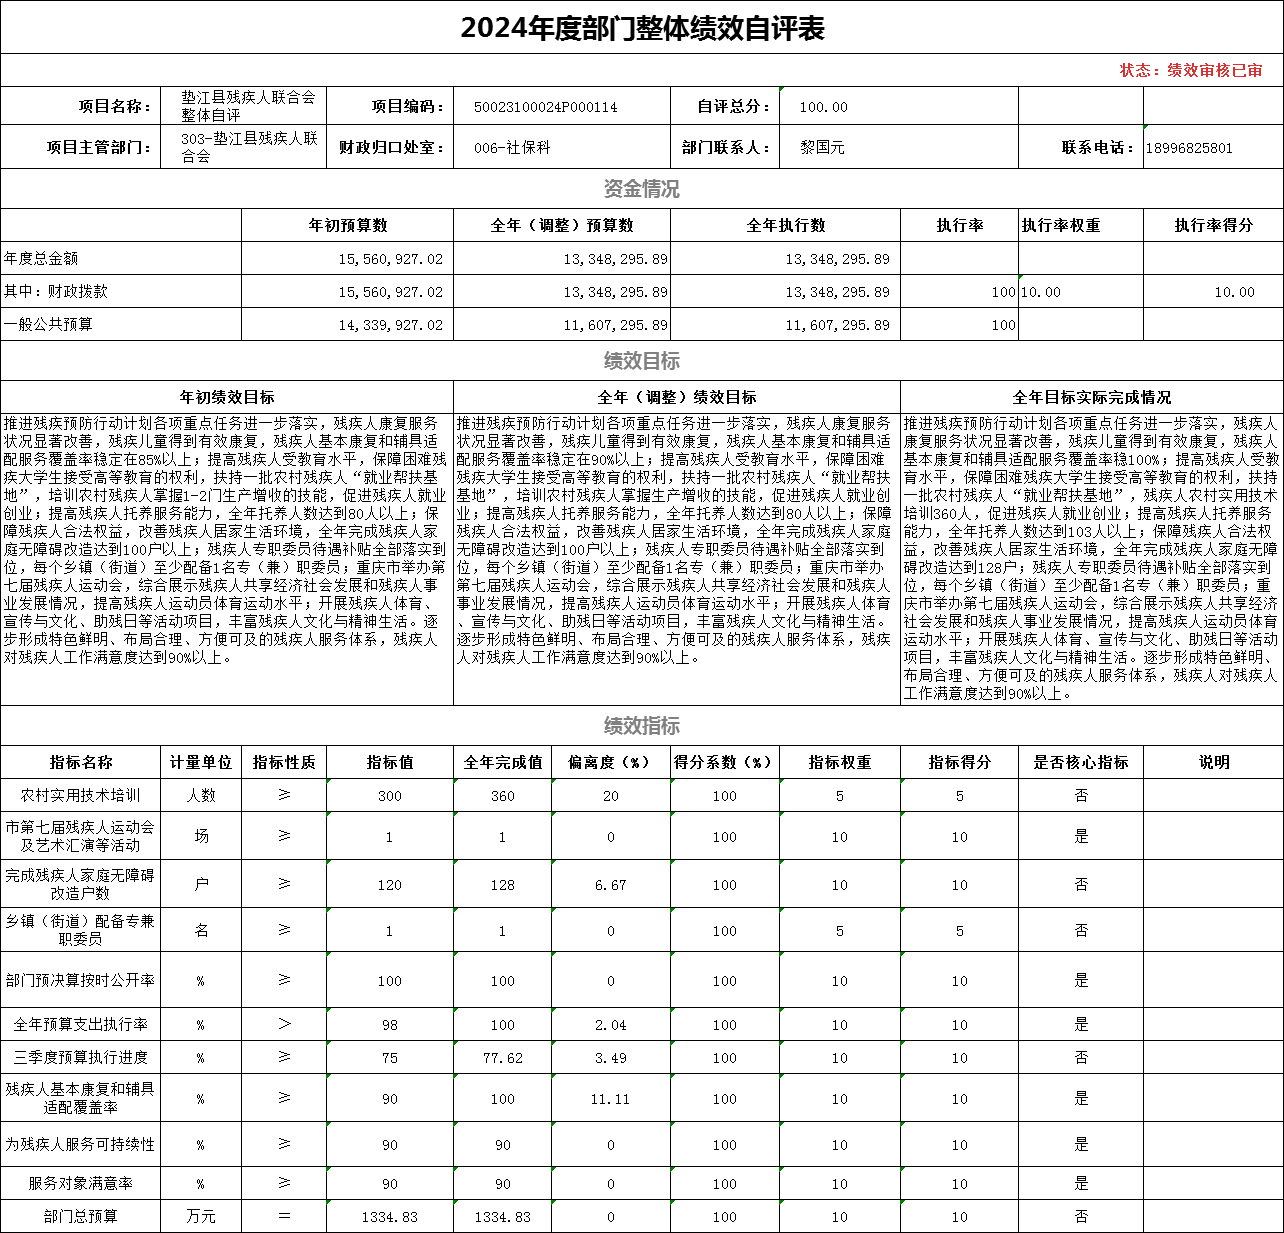 2024年度部门整体绩效自评表
状态：绩效审核已审
项目名称： 垫江县残疾人联合会整体自评 项目编码： 50023100024P000114 自评总分： 100.00
项目主管部门： 303-垫江县残疾人联合会 财政归口处室： 006-社保科 部门联系人： 黎国元 联系电话： 18996825801
资金情况
年初预算数 全年（调整）预算数 全年执行数 执行率 执行率权重 执行率得分
年度总金额 15,560,927.02 13,348,295.89 13,348,295.89
其中：财政拨款 15,560,927.02 13,348,295.89 13,348,295.89 100 10.00 10.00
一般公共预算 14,339,927.02 11,607,295.89 11,607,295.89 100
绩效目标
年初绩效目标 全年（调整）绩效目标 全年目标实际完成情况
推进残疾预防行动计划各项重点任务进一步落实，残疾人康复服务
状况显著改善，残疾儿童得到有效康复，残疾人基本康复和辅具适
配服务覆盖率稳定在85%以上；提高残疾人受教育水平，保障困难残
疾大学生接受高等教育的权利，扶持一批农村残疾人“就业帮扶基
地”，培训农村残疾人掌握1-2门生产增收的技能，促进残疾人就业
创业；提高残疾人托养服务能力，全年托养人数达到80人以上；保
障残疾人合法权益，改善残疾人居家生活环境，全年完成残疾人家
庭无障碍改造达到100户以上；残疾人专职委员待遇补贴全部落实到
位，每个乡镇（街道）至少配备1名专（兼）职委员；重庆市举办第
七届残疾人运动会，综合展示残疾人共享经济社会发展和残疾人事
业发展情况，提高残疾人运动员体育运动水平；开展残疾人体育、
宣传与文化、助残日等活动项目，丰富残疾人文化与精神生活。逐
步形成特色鲜明、布局合理、方便可及的残疾人服务体系，残疾人
对残疾人工作满意度达到90%以上。
推进残疾预防行动计划各项重点任务进一步落实，残疾人康复服务
状况显著改善，残疾儿童得到有效康复，残疾人基本康复和辅具适
配服务覆盖率稳定在90%以上；提高残疾人受教育水平，保障困难
残疾大学生接受高等教育的权利，扶持一批农村残疾人“就业帮扶
基地”，培训农村残疾人掌握生产增收的技能，促进残疾人就业创
业；提高残疾人托养服务能力，全年托养人数达到80人以上；保障
残疾人合法权益，改善残疾人居家生活环境，全年完成残疾人家庭
无障碍改造达到100户以上；残疾人专职委员待遇补贴全部落实到
位，每个乡镇（街道）至少配备1名专（兼）职委员；重庆市举办
第七届残疾人运动会，综合展示残疾人共享经济社会发展和残疾人
事业发展情况，提高残疾人运动员体育运动水平；开展残疾人体育
、宣传与文化、助残日等活动项目，丰富残疾人文化与精神生活。
逐步形成特色鲜明、布局合理、方便可及的残疾人服务体系，残疾
人对残疾人工作满意度达到90%以上。
推进残疾预防行动计划各项重点任务进一步落实，残疾人
康复服务状况显著改善，残疾儿童得到有效康复，残疾人
基本康复和辅具适配服务覆盖率稳100%；提高残疾人受教
育水平，保障困难残疾大学生接受高等教育的权利，扶持
一批农村残疾人“就业帮扶基地”，残疾人农村实用技术
培训360人，促进残疾人就业创业；提高残疾人托养服务
能力，全年托养人数达到103人以上；保障残疾人合法权
益，改善残疾人居家生活环境，全年完成残疾人家庭无障
碍改造达到128户；残疾人专职委员待遇补贴全部落实到
位，每个乡镇（街道）至少配备1名专（兼）职委员；重
庆市举办第七届残疾人运动会，综合展示残疾人共享经济
社会发展和残疾人事业发展情况，提高残疾人运动员体育
运动水平；开展残疾人体育、宣传与文化、助残日等活动
项目，丰富残疾人文化与精神生活。逐步形成特色鲜明、
布局合理、方便可及的残疾人服务体系，残疾人对残疾人
工作满意度达到90%以上。
绩效指标
指标名称 计量单位 指标性质 指标值 全年完成值 偏离度（%） 得分系数（%） 指标权重 指标得分 是否核心指标 说明
农村实用技术培训 人数 ≥ 300 360 20 100 5 5 否
市第七届残疾人运动会及艺术汇演等活动 场 ≥ 1 1 0 100 10 10 是
完成残疾人家庭无障碍改造户数 户 ≥ 120 128 6.67 100 10 10 否
乡镇（街道）配备专兼职委员 名 ≥ 1 1 0 100 5 5 否
部门预决算按时公开率 % ≥ 100 100 0 100 10 10 是
全年预算支出执行率 % ＞ 98 100 2.04 100 10 10 是
三季度预算执行进度 % ≥ 75 77.62 3.49 100 10 10 否
残疾人基本康复和辅具适配覆盖率 % ≥ 90 100 11.11 100 10 10 是
为残疾人服务可持续性 % ≥ 90 90 0 100 10 10 是
服务对象满意率 % ≥ 90 90 0 100 10 10 是
部门总预算 万元 ＝ 1334.83 1334.83 0 100 10 10 否